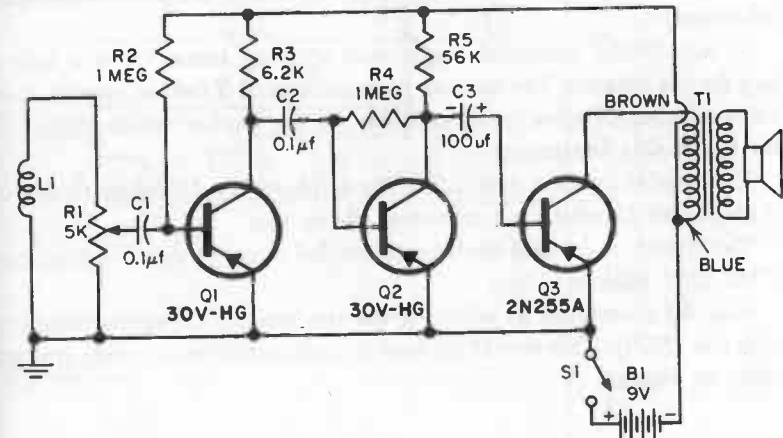 R2
1 MEG
R3
6.2K
R5
56K
R4
1MEG
C2
0.1µf
C3
- +
100uf
BROWN
T1
L1
R1
5K
C1
0.1µf
Q1
30V-HG
Q2
30V-HG
Q3
2N255A
BLUE
S1
B1
9V
+ -